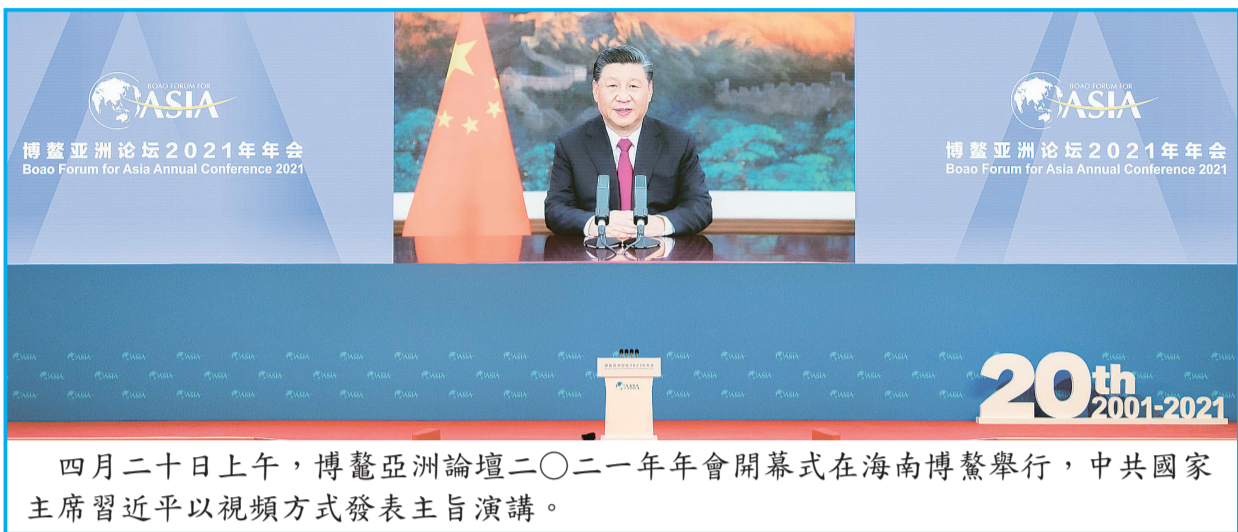 BOAO FORUM FOR
ASIA
博鳌亚洲论坛2021年年会
Boao Forum for Asia Annual Conference 2021
BOAO FORUM FOR
ASIA
博鳌亚洲论坛2021年年会
Boao Forum for Asia Annual Conference 2021
ASIA
20th
2001-2021
四月二十日上午，博鼇亞洲論壇二〇二一年年會開幕式在海南博鰲舉行，中共國家
主席習近平以視頻方式發表主旨演講。